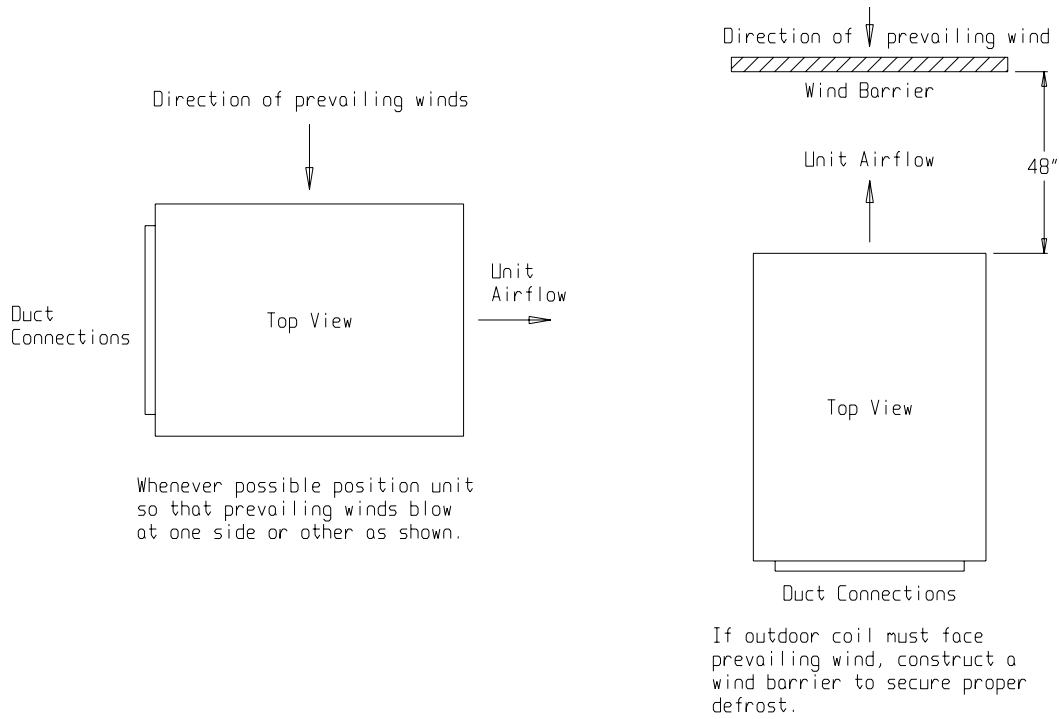 Direction of prevailing winds
Duct
Connections
Top View
Unit
Airflow
Whenever possible position unit
so that prevailing winds blow
at one side or other as shown.
Direction of prevailing wind
Wind Barrier
Unit Airflow
48"
Top View
Duct Connections
If outdoor coil must face
prevailing wind, construct a
wind barrier to secure proper
defrost.